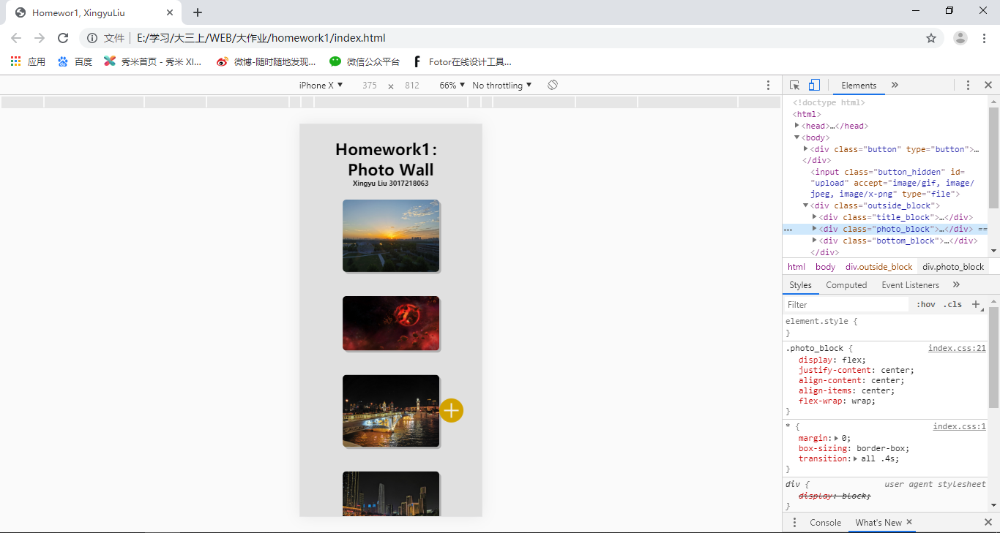 Homewor1, XingyuLiu
文件 E:/学习/大三上/WEB/大作业/homework1/index.html
应用 百度 秀米首页 - 秀米 XI... 微博-随时随地发现... 微信公众平台 Fotor在线设计工具...
iPhone X ▼ 375 × 812 66% ▼ No throttling ▼
Homework1:
Photo Wall
Xingyu Liu 3017218063
Elements »
<!doctype html>
<html>
<head>…</head>
<body>
<div class="button" type="button">…
</div>
<input class="button_hidden" id=
"upload" accept="image/gif, image/
jpeg, image/x-png" type="file">
<div class="outside_block">
<div class="title_block">…</div>
<div class="photo_block">…</div> ==
<div class="bottom_block">…</div>
</div>
html body div.outside_block div.photo_block
Styles Computed Event Listeners »
Filter :hov .cls +
element.style {
}
.photo_block { index.css:21
display: flex;
justify-content: center;
align-content: center;
align-items: center;
flex-wrap: wrap;
}
* { index.css:1
margin: 0;
box-sizing: border-box;
transition: all .4s;
}
div { user agent stylesheet
display: block;
}
Console What's New